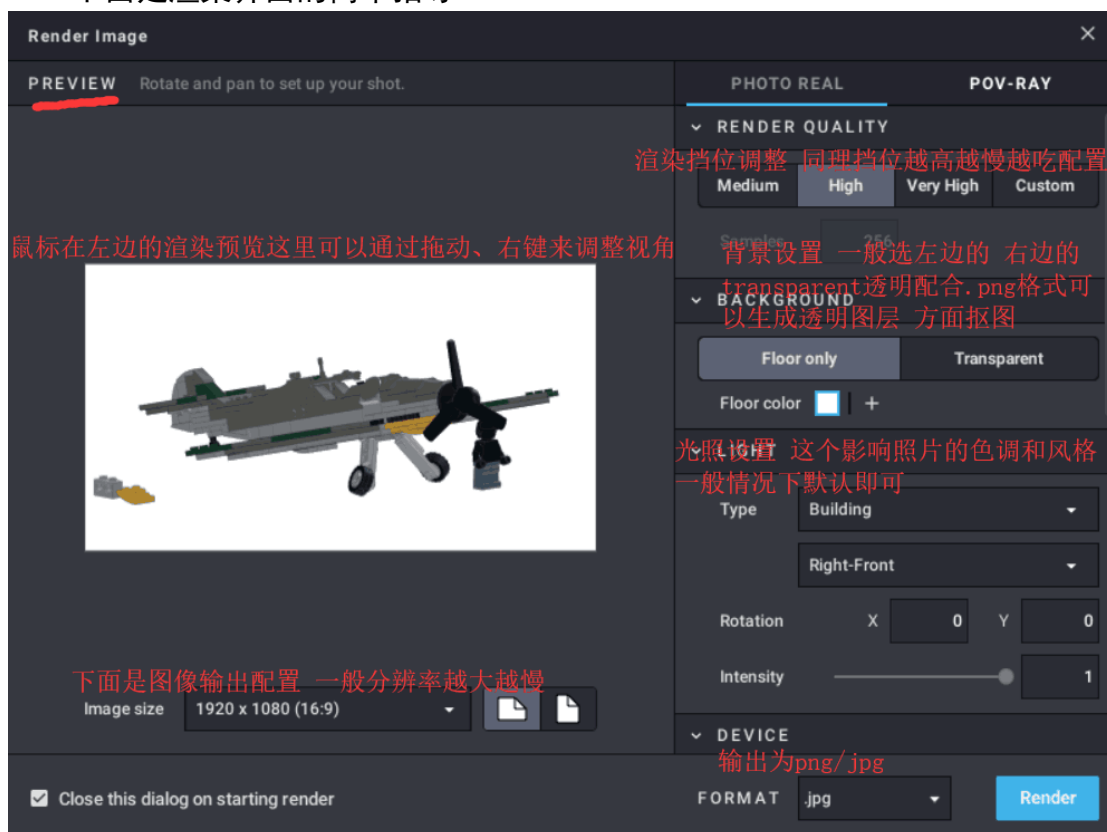 Render Image
PREVIEW Rotate and pan to set up your shot.
PHOTO REAL POV-RAY
RENDER QUALITY
渲染挡位调整 同理挡位越高越慢越吃配置
Medium High Very High Custom
鼠标在左边的渲染预览这里可以通过拖动、右键来调整视角
Samples 256
背景设置 一般选左边的 右边的
transparent透明配合.png格式可
以生成透明图层 方面抠图
BACKGROUND
Floor only Transparent
Floor color
光照设置 这个影响照片的色调和风格
一般情况下默认即可
LIGHT
Type Building
Right-Front
Rotation X 0 Y 0
Intensity 1
下面是图像输出配置 一般分辨率越大越慢
Image size 1920 x 1080 (16:9)
DEVICE
输出为png/jpg
Close this dialog on starting render
FORMAT .jpg Render